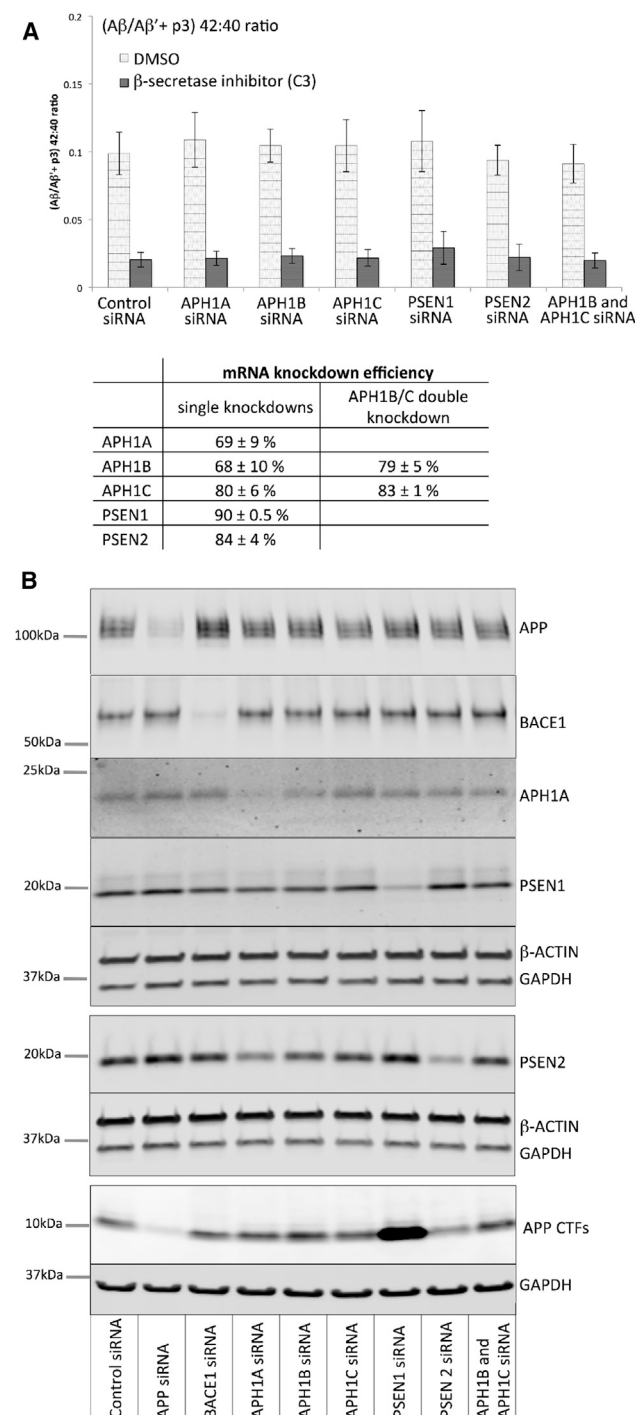 A
(Aβ/Aβ’+ p3) 42:40 ratio
DMSO
β-secretase inhibitor (C3)
(Aβ/Aβ’+ p3) 42:40 ratio
0.2
0.15
0.1
0.05
0
Control siRNA
APH1A siRNA
APH1B siRNA
APH1C siRNA
PSEN1 siRNA
PSEN2 siRNA
APH1B and APH1C siRNA
mRNA knockdown efficiency
single knockdowns
APH1B/C double knockdown
APH1A 69 ± 9 %
APH1B 68 ± 10 % 79 ± 5 %
APH1C 80 ± 6 % 83 ± 1 %
PSEN1 90 ± 0.5 %
PSEN2 84 ± 4 %
B
100kDa APP
BACE1
50kDa
25kDa
APH1A
20kDa PSEN1
β-ACTIN
37kDa GAPDH
20kDa PSEN2
β-ACTIN
37kDa GAPDH
10kDa APP CTFs
37kDa
GAPDH
Control siRNA
APP siRNA
BACE1 siRNA
APH1A siRNA
APH1B siRNA
APH1C siRNA
PSEN1 siRNA
PSEN 2 siRNA
APH1B and
APH1C siRNA